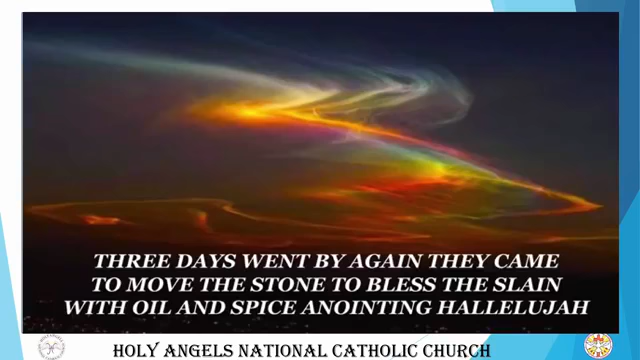 THREE DAYS WENT BY AGAIN THEY CAME
TO MOVE THE STONE TO BLESS THE SLAIN
WITH OIL AND SPICE ANOINTING HALLELUJAH
HOLY ANGELS NATIONAL CATHOLIC CHURCH